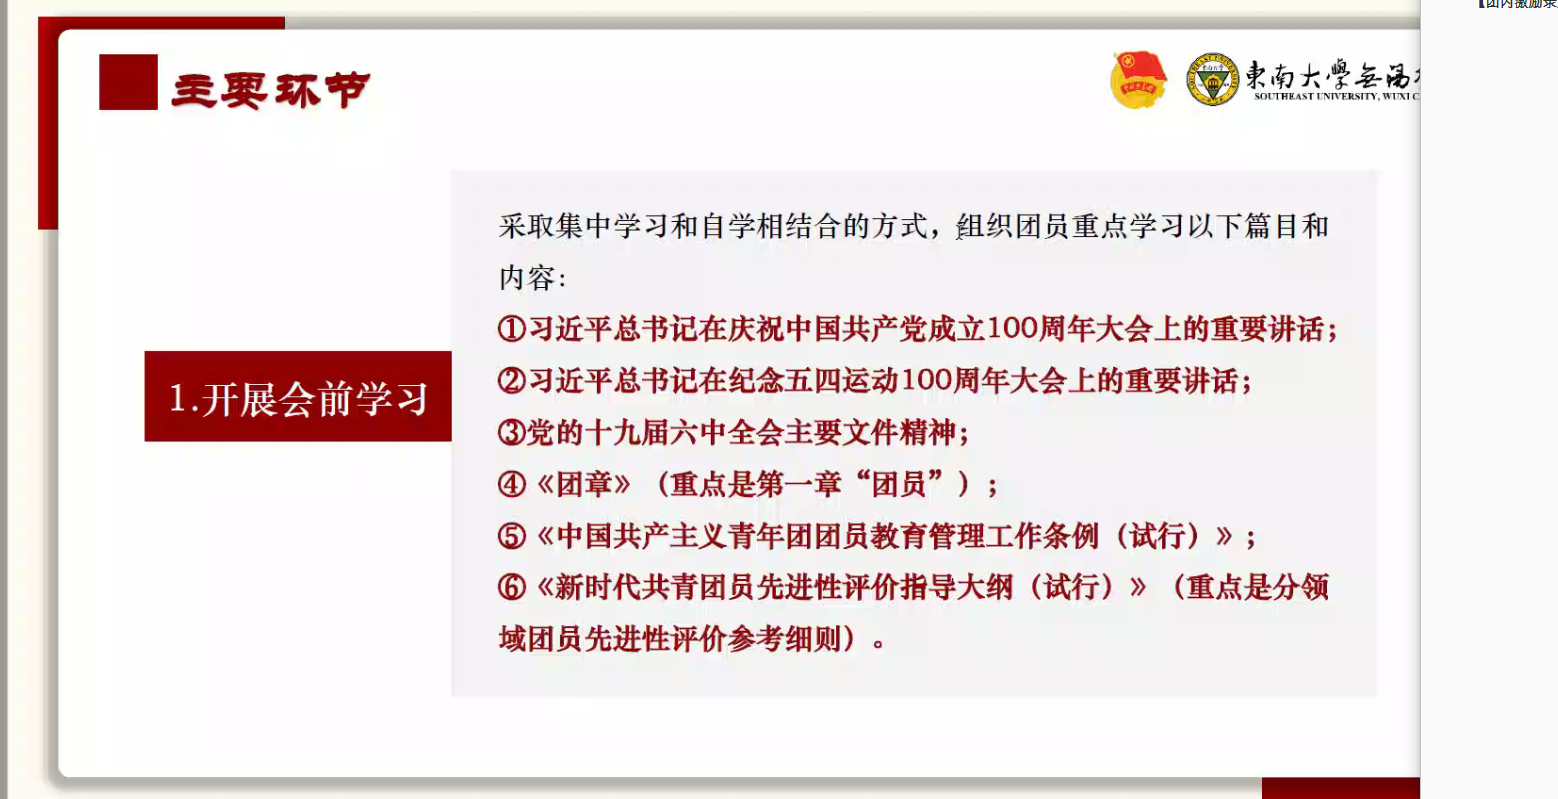 【团内激励录
主要环节
東南大學無錫
SOUTHEAST UNIVERSITY, WUXI C
采取集中学习和自学相结合的方式，组织团员重点学习以下篇目和
内容：
①习近平总书记在庆祝中国共产党成立100周年大会上的重要讲话；
②习近平总书记在纪念五四运动100周年大会上的重要讲话；
1.开展会前学习
③党的十九届六中全会主要文件精神；
④《团章》（重点是第一章“团员”）；
⑤《中国共产主义青年团团员教育管理工作条例（试行）》；
⑥《新时代共青团员先进性评价指导大纲（试行）》（重点是分领
域团员先进性评价参考细则）。